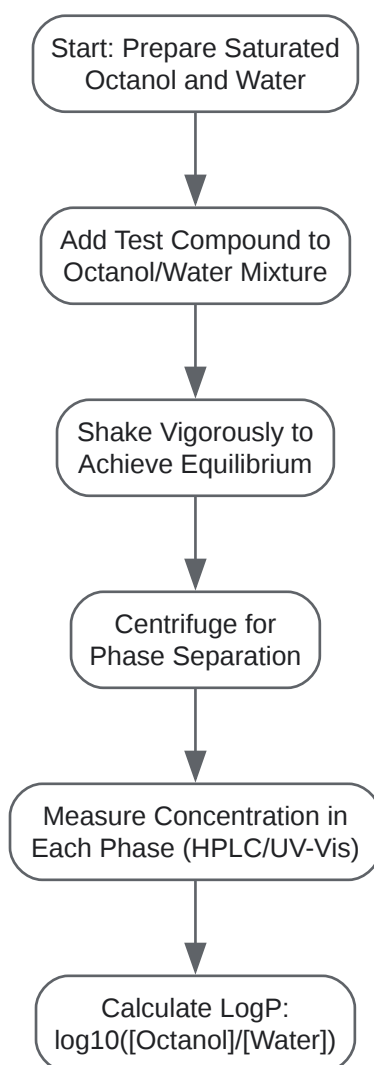 Start: Prepare Saturated
Octanol and Water
Add Test Compound to
Octanol/Water Mixture
Shake Vigorously to
Achieve Equilibrium
Centrifuge for
Phase Separation
Measure Concentration in
Each Phase (HPLC/UV-Vis)
Calculate LogP:
log10([Octanol]/[Water])